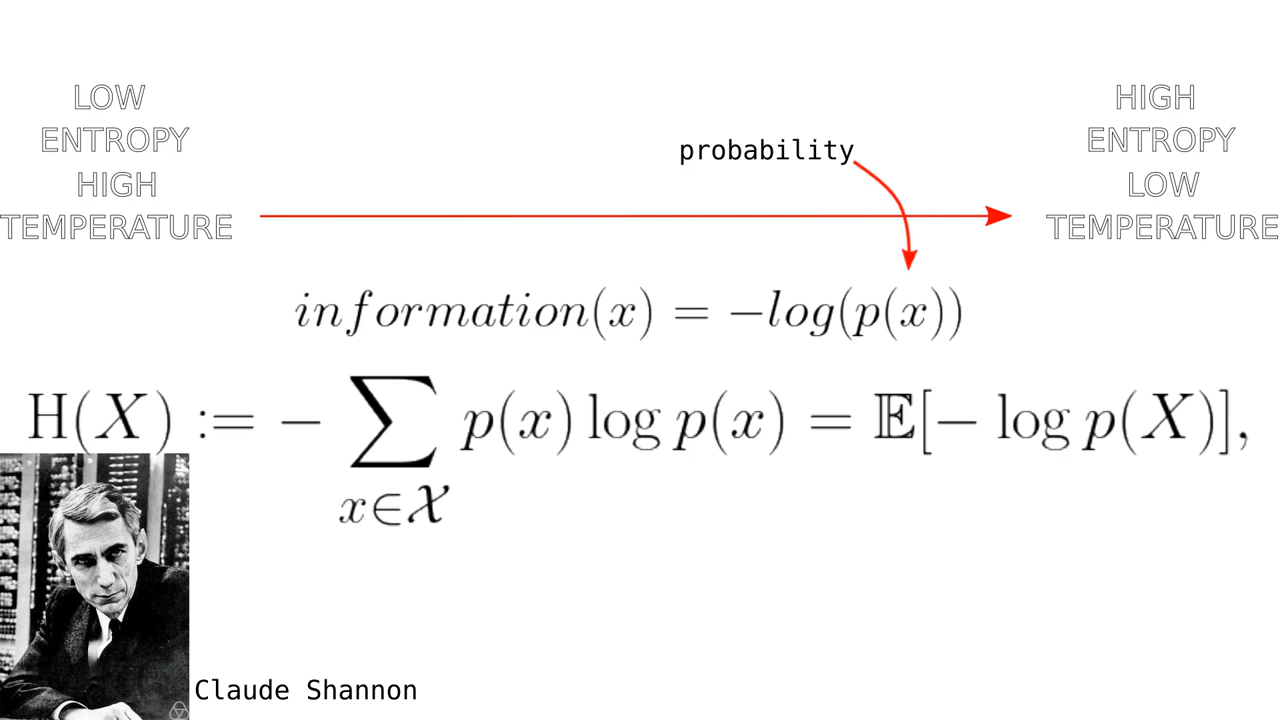 LOW
ENTROPY
HIGH
TEMPERATURE
probability
HIGH
ENTROPY
LOW
TEMPERATURE
information(x) = −log(p(x))
H(X) := − ∑ p(x) log p(x) = 𝔼[− log p(X)],
x∈𝒳
Claude Shannon